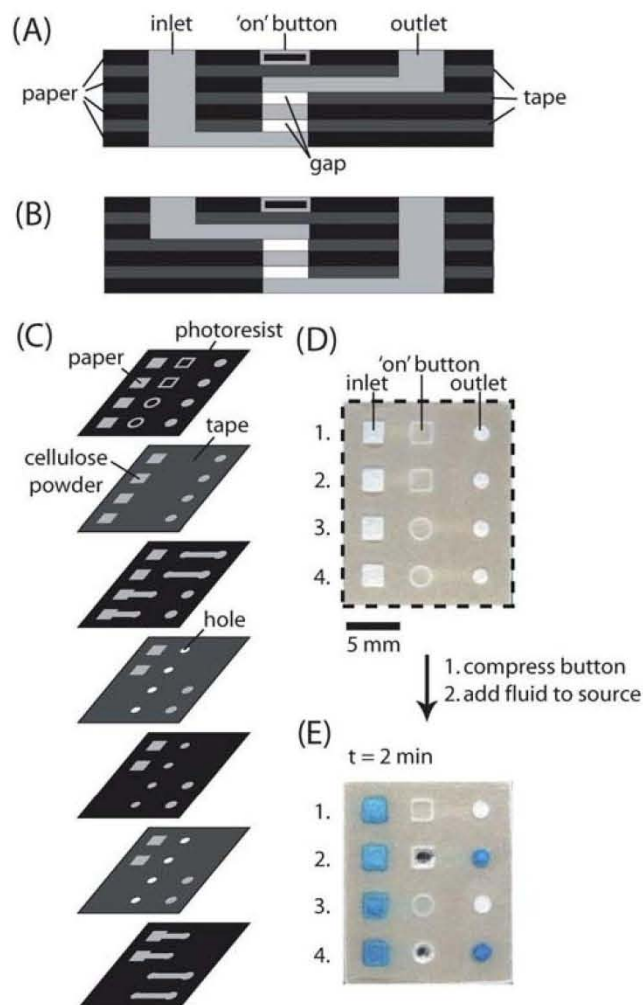 (A)
inlet
'on' button
outlet
paper
tape
gap
(B)
(C)
photoresist
paper
tape
cellulose
powder
hole
(D)
'on' button
inlet
outlet
1.
2.
3.
4.
5 mm
1. compress button
2. add fluid to source
(E)
t = 2 min
1.
2.
3.
4.